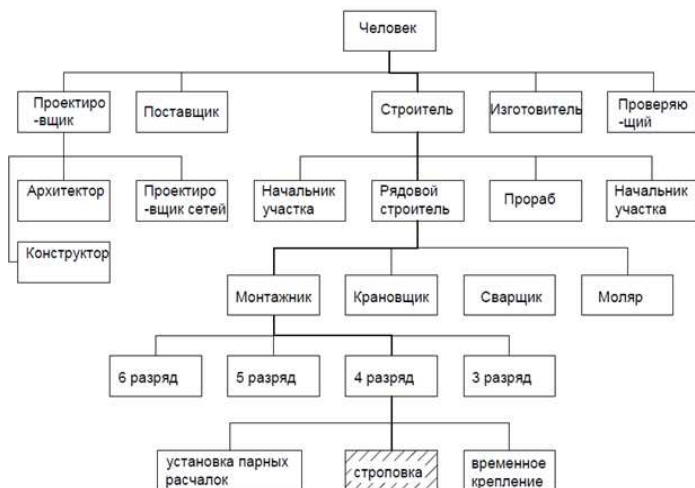 Человек
Проектиро
-вщик
Поставщик
Строитель
Изготовитель
Проверяю
-щий
Архитектор
Проектиро
-вщик сетей
Начальник
участка
Рядовой
строитель
Прораб
Начальник
участка
Конструктор
Монтажник
Крановщик
Сварщик
Моляр
6 разряд
5 разряд
4 разряд
3 разряд
установка парных
расчалок
строповка
временное
крепление